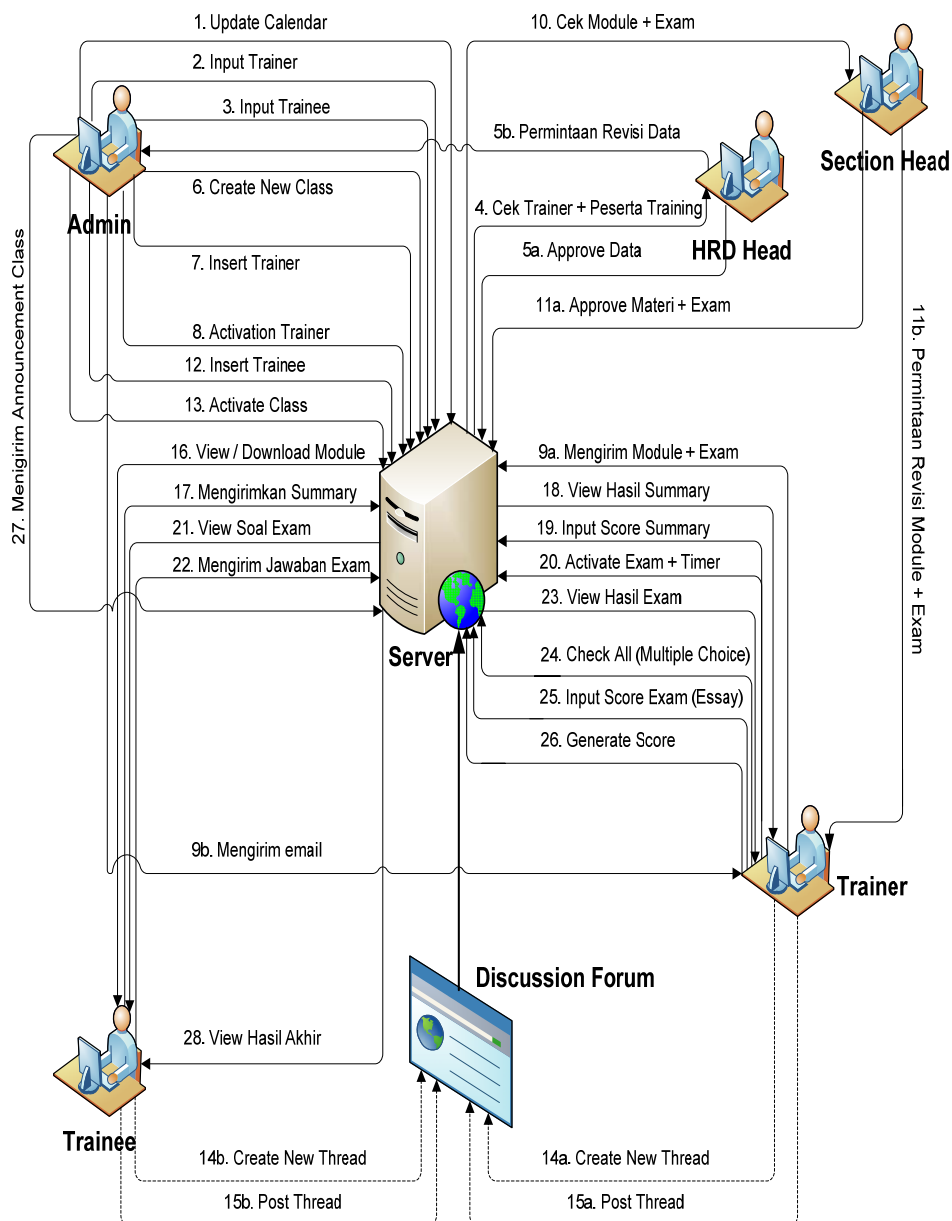 1. Update Calendar
10. Cek Module + Exam
2. Input Trainer
3. Input Trainee
5b. Permintaan Revisi Data
Section Head
6. Create New Class
4. Cek Trainer + Peserta Training
Admin
HRD Head
5a. Approve Data
7. Insert Trainer
11a. Approve Materi + Exam
8. Activation Trainer
12. Insert Trainee
13. Activate Class
27. Menigirim Announcement Class
11b. Permintaan Revisi Module + Exam
16. View / Download Module
9a. Mengirim Module + Exam
17. Mengirimkan Summary
18. View Hasil Summary
21. View Soal Exam
19. Input Score Summary
22. Mengirim Jawaban Exam
20. Activate Exam + Timer
23. View Hasil Exam
Server
24. Check All (Multiple Choice)
25. Input Score Exam (Essay)
26. Generate Score
9b. Mengirim email
Trainer
Discussion Forum
28. View Hasil Akhir
Trainee
14b. Create New Thread
14a. Create New Thread
15b. Post Thread
15a. Post Thread